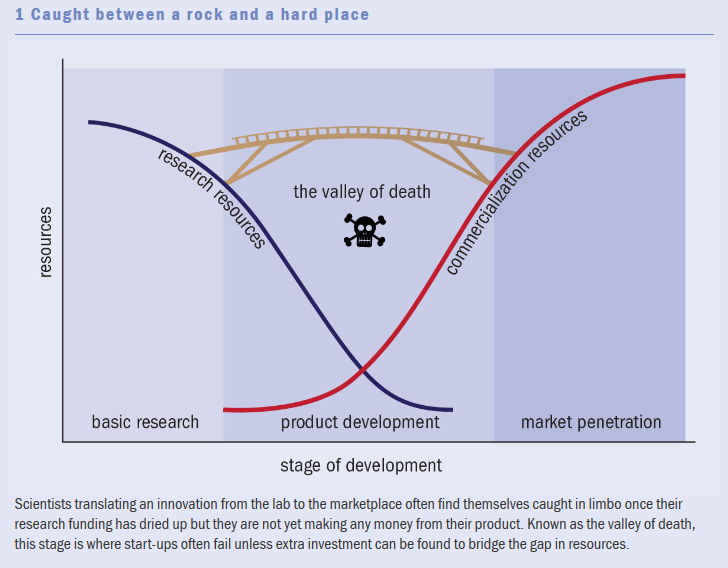 1 Caught between a rock and a hard place
research resources
the valley of death
commercialization resources
resources
basic research
product development
market penetration
stage of development
Scientists translating an innovation from the lab to the marketplace often find themselves caught in limbo once their
research funding has dried up but they are not yet making any money from their product. Known as the valley of death,
this stage is where start-ups often fail unless extra investment can be found to bridge the gap in resources.